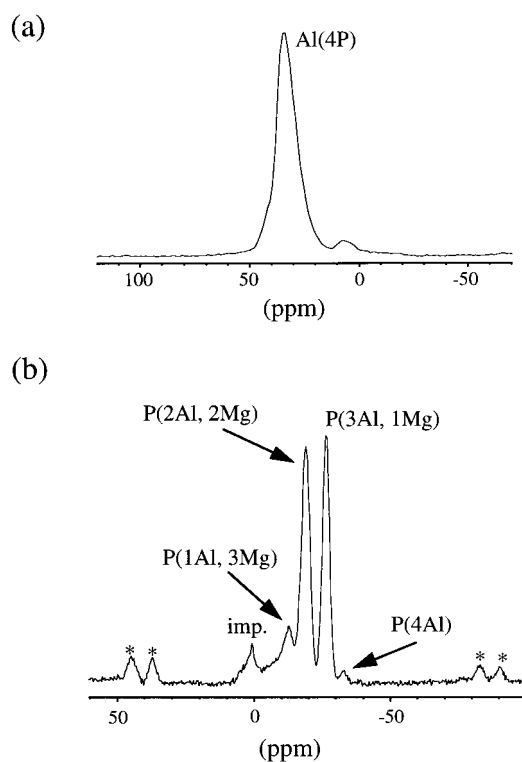 (a)
Al(4P)
100 50 0 -50
(ppm)
(b)
P(2Al, 2Mg)
P(3Al, 1Mg)
P(1Al, 3Mg)
imp.
P(4Al)
* * * *
50 0 -50
(ppm)